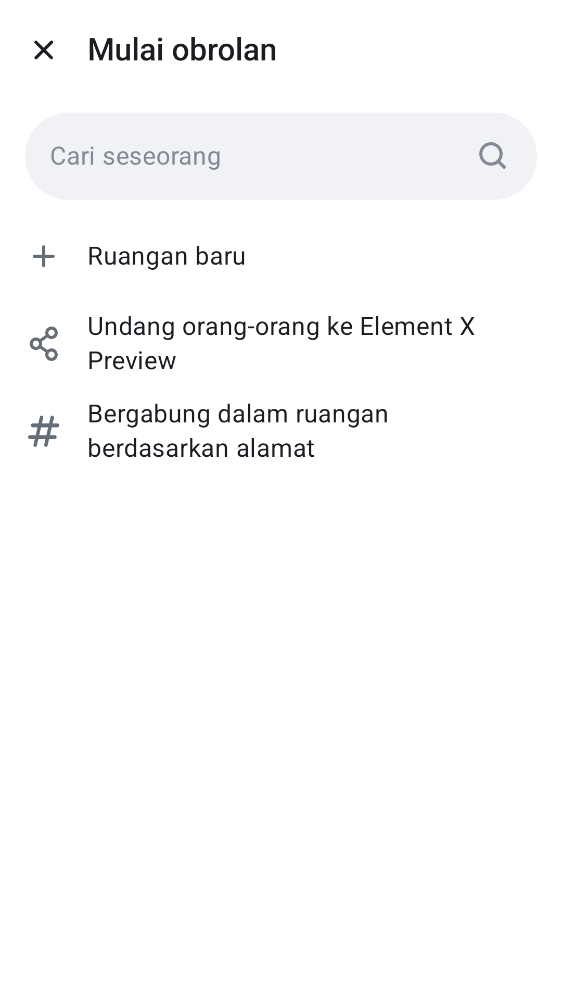 Mulai obrolan
Cari seseorang
Ruangan baru
Undang orang-orang ke Element X
Preview
Bergabung dalam ruangan
berdasarkan alamat